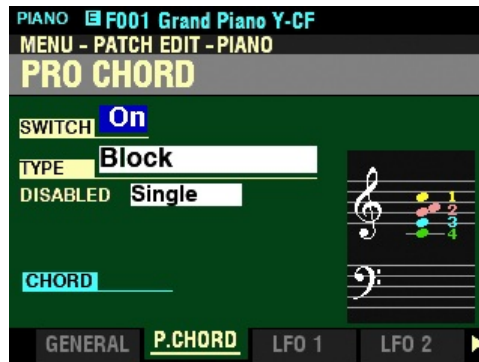 PIANO E F001 Grand Piano Y-CF
MENU - PATCH EDIT - PIANO
PRO CHORD
SWITCH On
TYPE Block
DISABLED Single
1
2
3
4
CHORD
GENERAL P.CHORD LFO 1 LFO 2